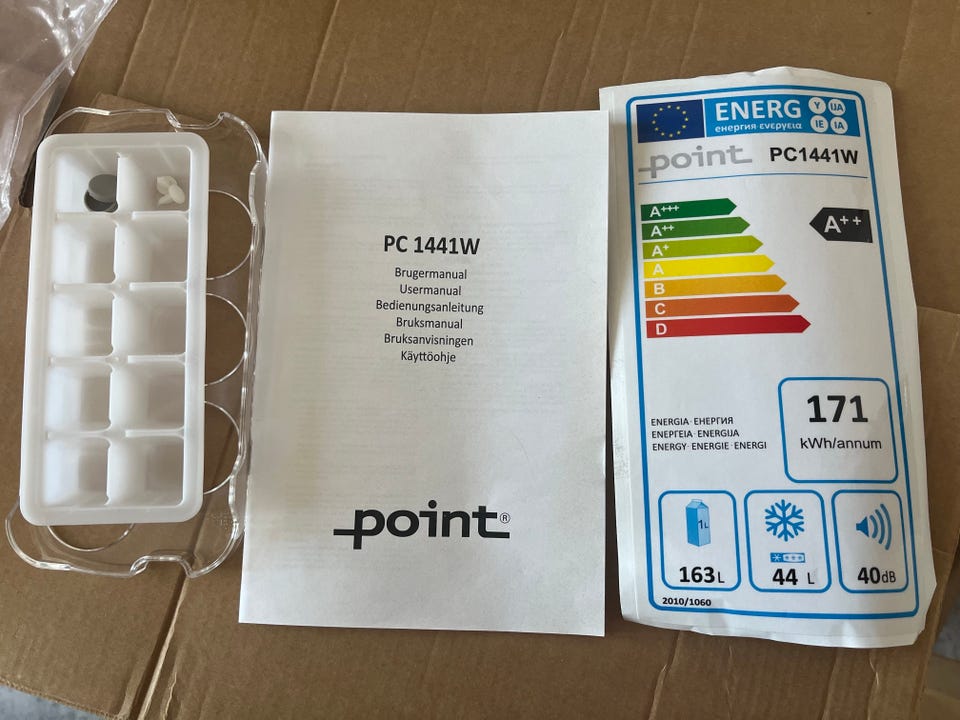 PC 1441W
Brugermanual
Usermanual
Bedienungsanleitung
Bruksmanual
Bruksanvisningen
Käyttöohje
point®
ENERG
енергия ενεργεια
Y IJA
IE IA
point PC1441W
A+++
A++
A+
A
B
C
D
A++
ENERGIA · ЕНЕРГИЯ
ΕΝΕΡΓΕΙΑ · ENERGIJA
ENERGY · ENERGIE · ENERGI
171
kWh/annum
1L
163L
44 L
40dB
2010/1060